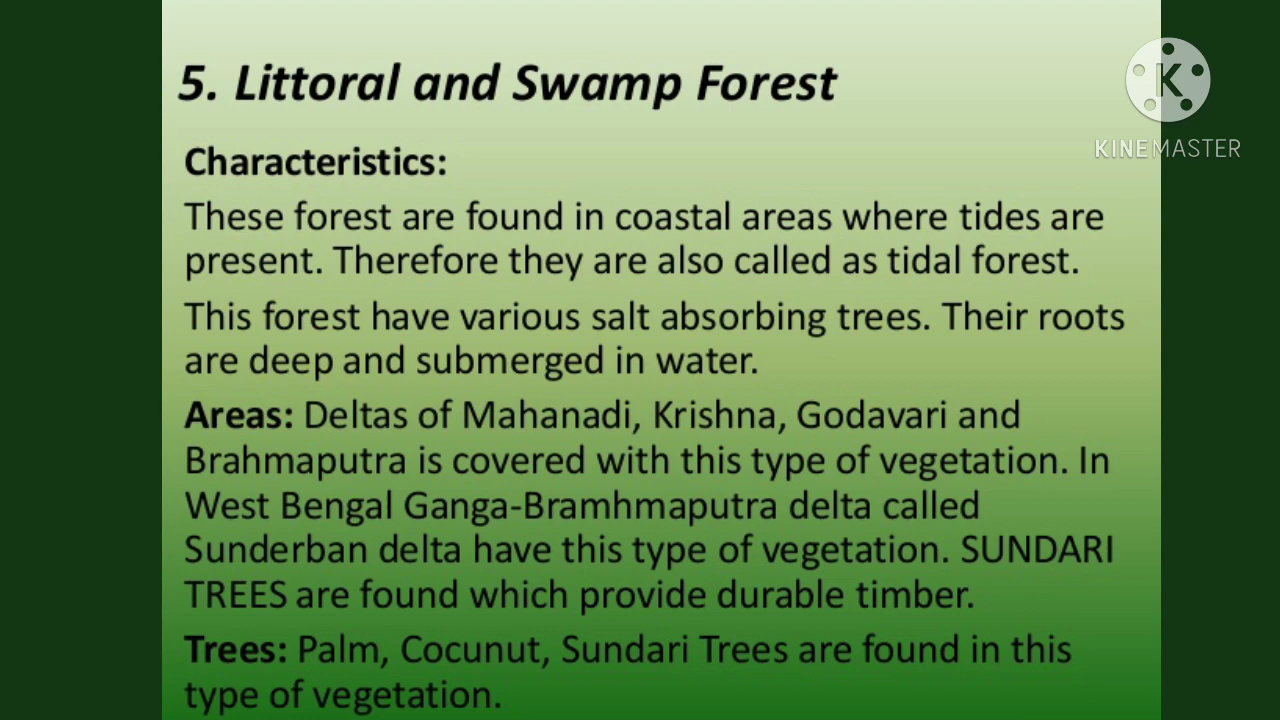 5. Littoral and Swamp Forest
K
KINEMASTER
Characteristics:
These forest are found in coastal areas where tides are
present. Therefore they are also called as tidal forest.
This forest have various salt absorbing trees. Their roots
are deep and submerged in water.
Areas: Deltas of Mahanadi, Krishna, Godavari and
Brahmaputra is covered with this type of vegetation. In
West Bengal Ganga-Bramhmaputra delta called
Sunderban delta have this type of vegetation. SUNDARI
TREES are found which provide durable timber.
Trees: Palm, Cocunut, Sundari Trees are found in this
type of vegetation.